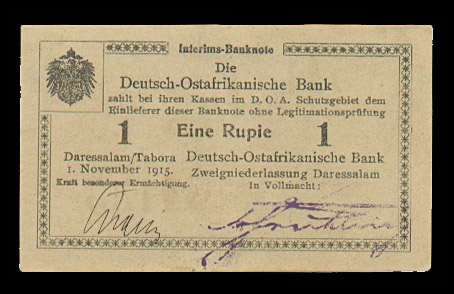 Interims-Banknote
Die
Deutsch-Ostafrikanische Bank
zahlt bei ihren Kassen im D. O. A. Schutzgebiet dem
Einlieferer dieser Banknote ohne Legitimationsprüfung
1 Eine Rupie 1
Daressalam/Tabora
1. November 1915.
Kraft besonderer Ermächtigung.
Deutsch-Ostafrikanische Bank
Zweigniederlassung Daressalam
In Vollmacht: